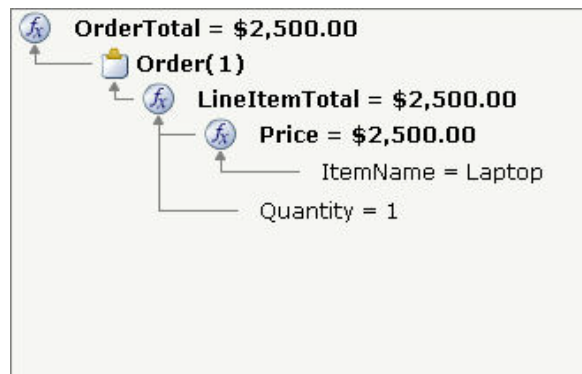 OrderTotal = $2,500.00
Order(1)
LineItemTotal = $2,500.00
Price = $2,500.00
ItemName = Laptop
Quantity = 1